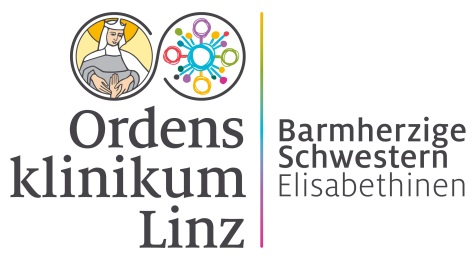 Ordens
klinikum
Linz
Barmherzige
Schwestern
Elisabethinen